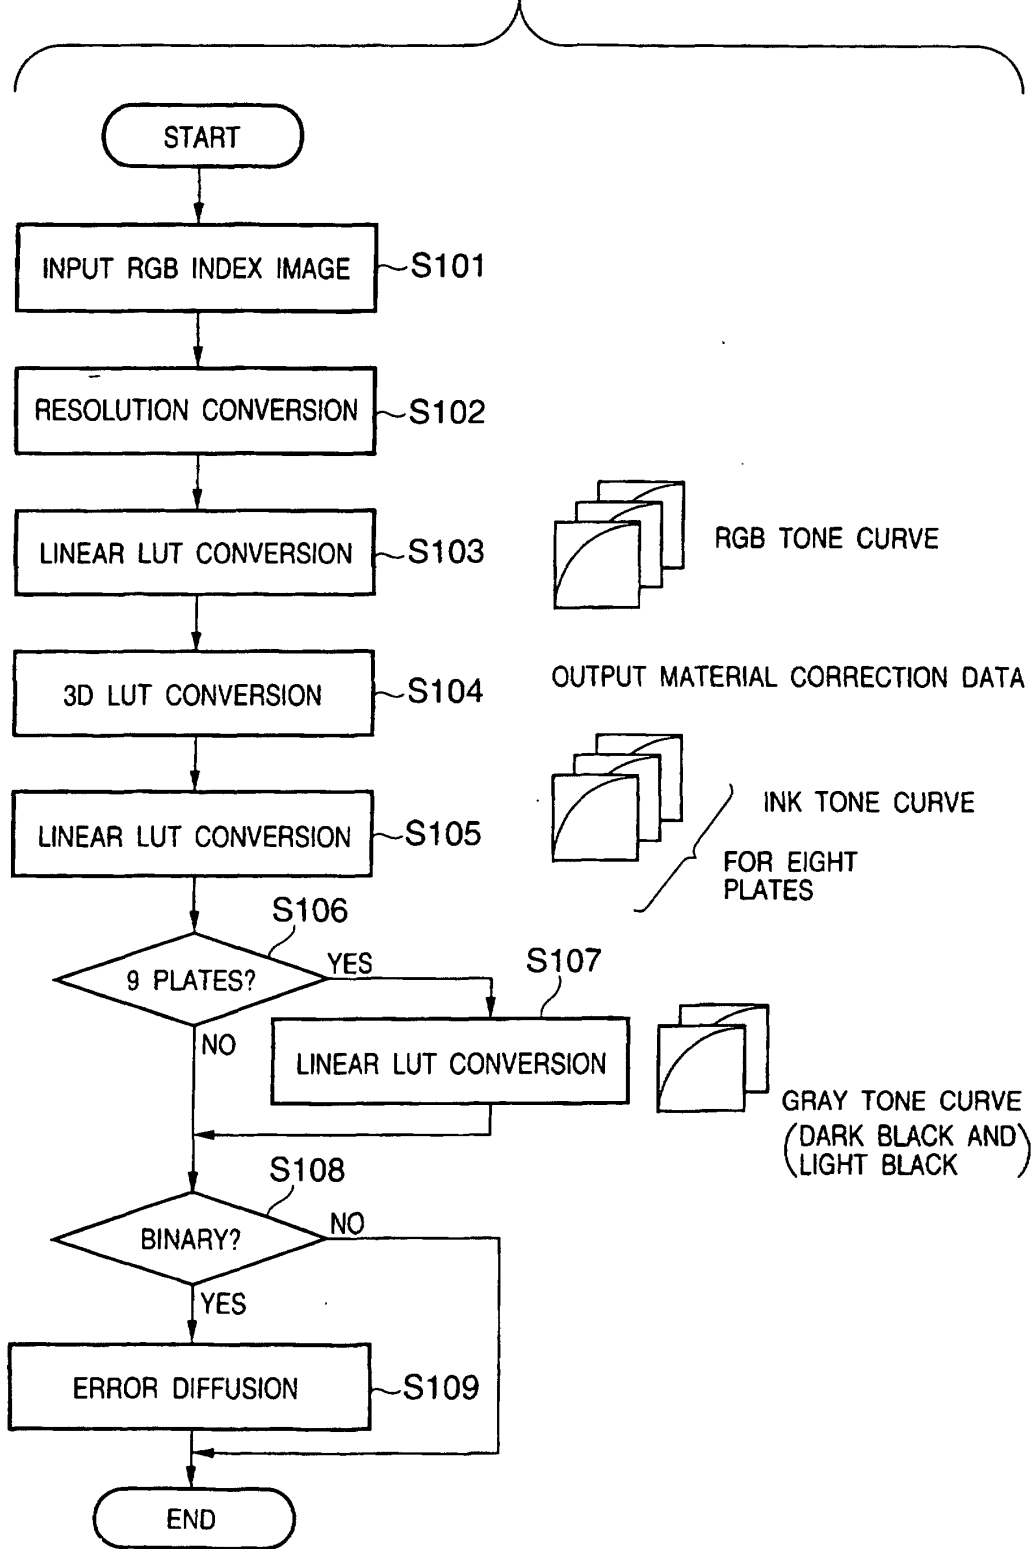 START
INPUT RGB INDEX IMAGE
S101
RESOLUTION CONVERSION
S102
LINEAR LUT CONVERSION
S103
RGB TONE CURVE
3D LUT CONVERSION
S104
OUTPUT MATERIAL CORRECTION DATA
LINEAR LUT CONVERSION
S105
INK TONE CURVE
FOR EIGHT
PLATES
S106
9 PLATES?
YES
NO
S107
LINEAR LUT CONVERSION
GRAY TONE CURVE
(DARK BLACK AND
LIGHT BLACK)
S108
BINARY?
NO
YES
ERROR DIFFUSION
S109
END